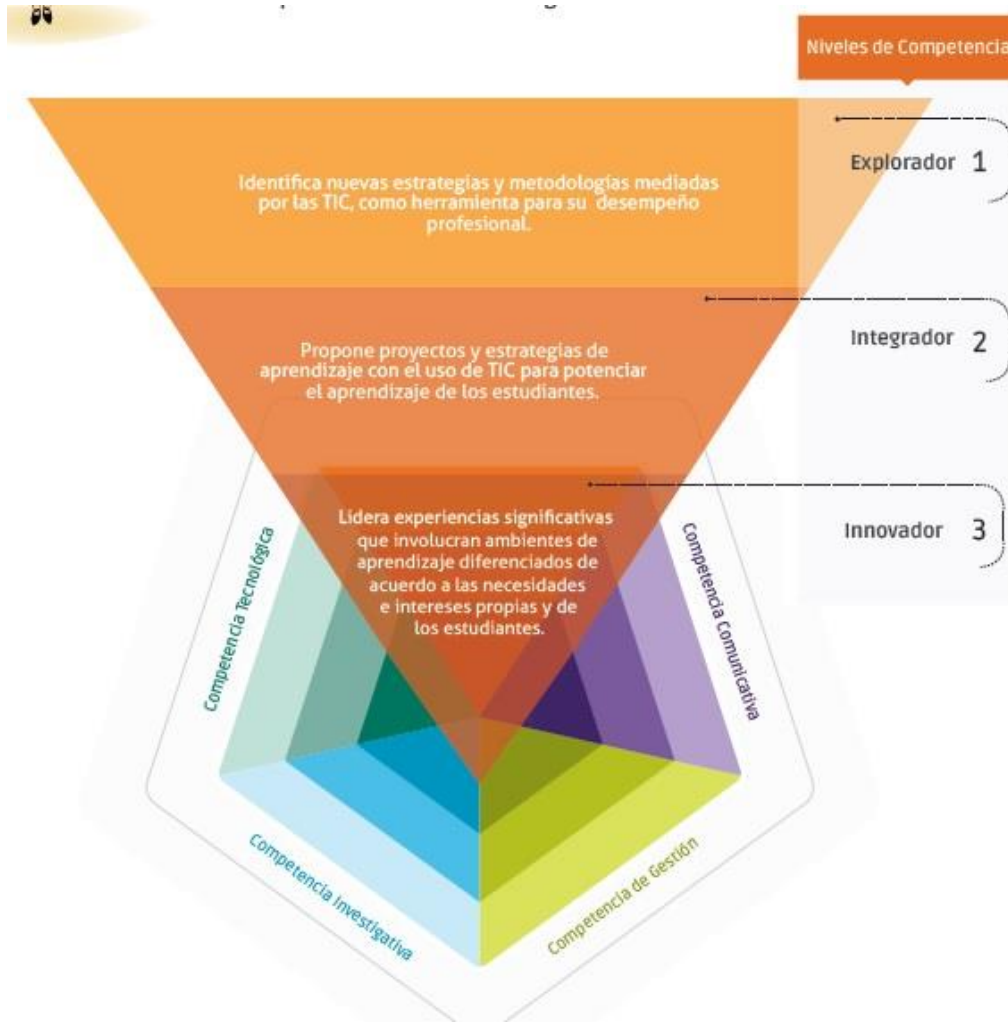 Niveles de Competencia
Identifica nuevas estrategias y metodologías mediadas
por las TIC, como herramienta para su desempeño
profesional.
Explorador 1
Propone proyectos y estrategias de
aprendizaje con el uso de TIC para potenciar
el aprendizaje de los estudiantes.
Integrador 2
Lidera experiencias significativas
que involucran ambientes de
aprendizaje diferenciados de
acuerdo a las necesidades
e intereses propias y de
los estudiantes.
Innovador 3
Competencia Tecnológica
Competencia Comunicativa
Competencia Investigativa
Competencia de Gestión